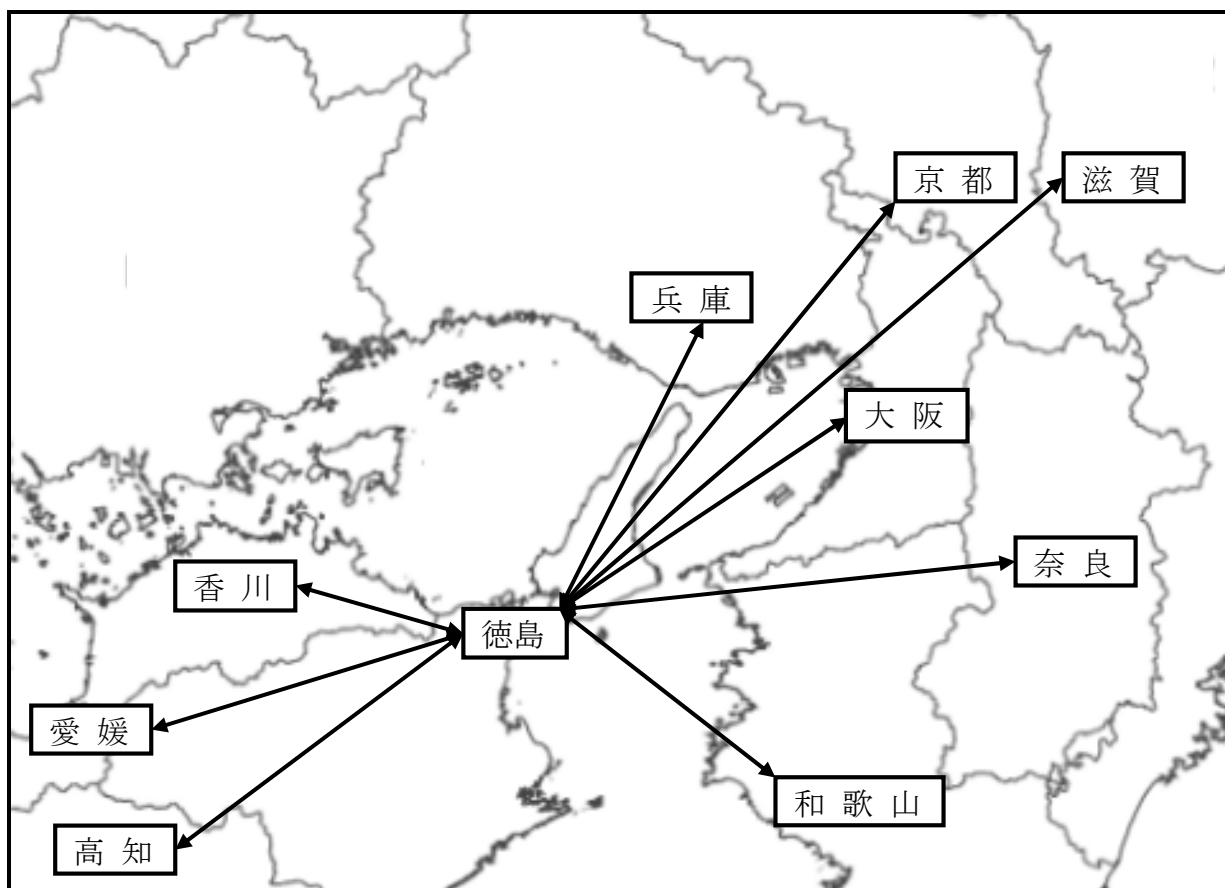 京 都
滋 賀
兵 庫
大 阪
奈 良
香 川
徳島
愛 媛
和 歌 山
高 知